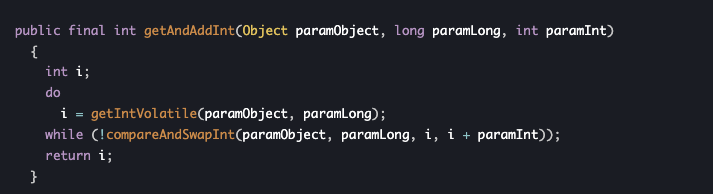 public final int getAndAddInt(Object paramObject, long paramLong, int paramInt)
{
int i;
do
i = getIntVolatile(paramObject, paramLong);
while (!compareAndSwapInt(paramObject, paramLong, i, i + paramInt));
return i;
}